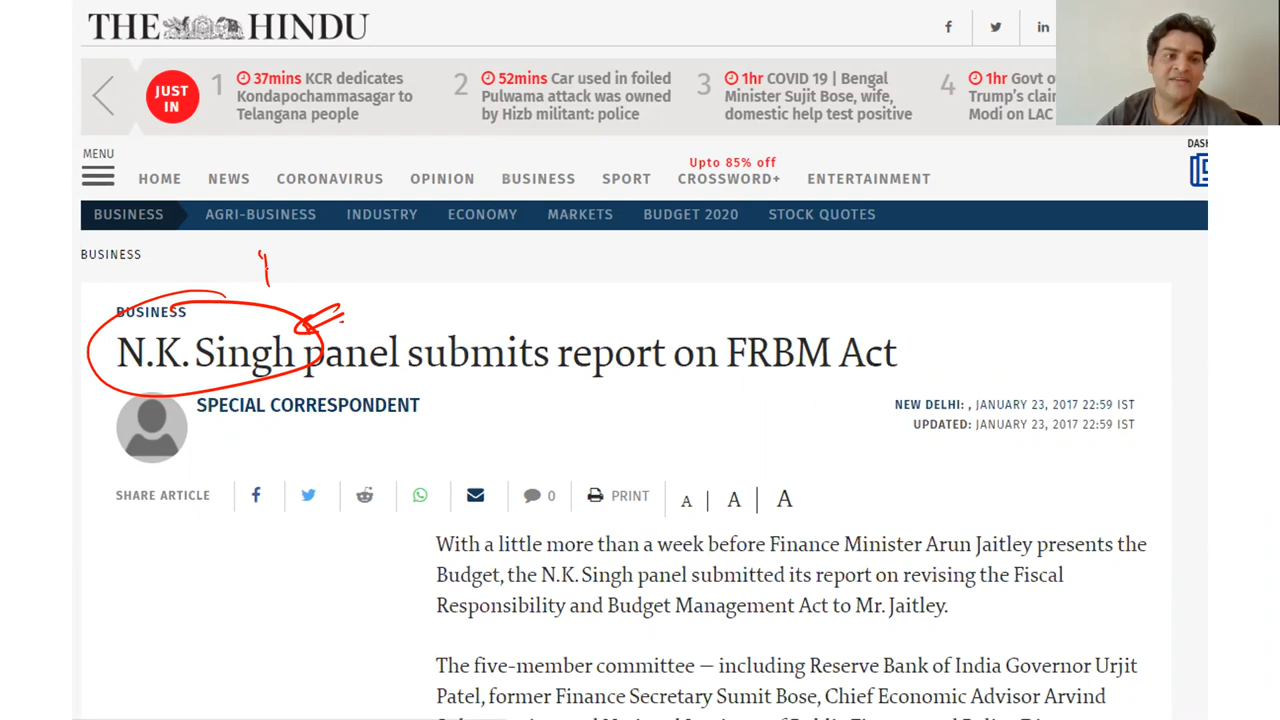 THE HINDU
JUST IN
1 37mins KCR dedicates Kondapochammasagar to Telangana people
2 52mins Car used in foiled Pulwama attack was owned by Hizb militant: police
3 1hr COVID 19 | Bengal Minister Sujit Bose, wife, domestic help test positive
4 1hr Govt Trump's Modi on LAC
MENU
Upto 85% off
HOME NEWS CORONAVIRUS OPINION BUSINESS SPORT CROSSWORD+ ENTERTAINMENT
BUSINESS AGRI-BUSINESS INDUSTRY ECONOMY MARKETS BUDGET 2020 STOCK QUOTES
BUSINESS
BUSINESS
N.K. Singh panel submits report on FRBM Act
SPECIAL CORRESPONDENT
NEW DELHI: , JANUARY 23, 2017 22:59 IST
UPDATED: JANUARY 23, 2017 22:59 IST
SHARE ARTICLE 0 PRINT A | A | A
With a little more than a week before Finance Minister Arun Jaitley presents the
Budget, the N.K. Singh panel submitted its report on revising the Fiscal
Responsibility and Budget Management Act to Mr. Jaitley.
The five-member committee — including Reserve Bank of India Governor Urjit
Patel, former Finance Secretary Sumit Bose, Chief Economic Advisor Arvind